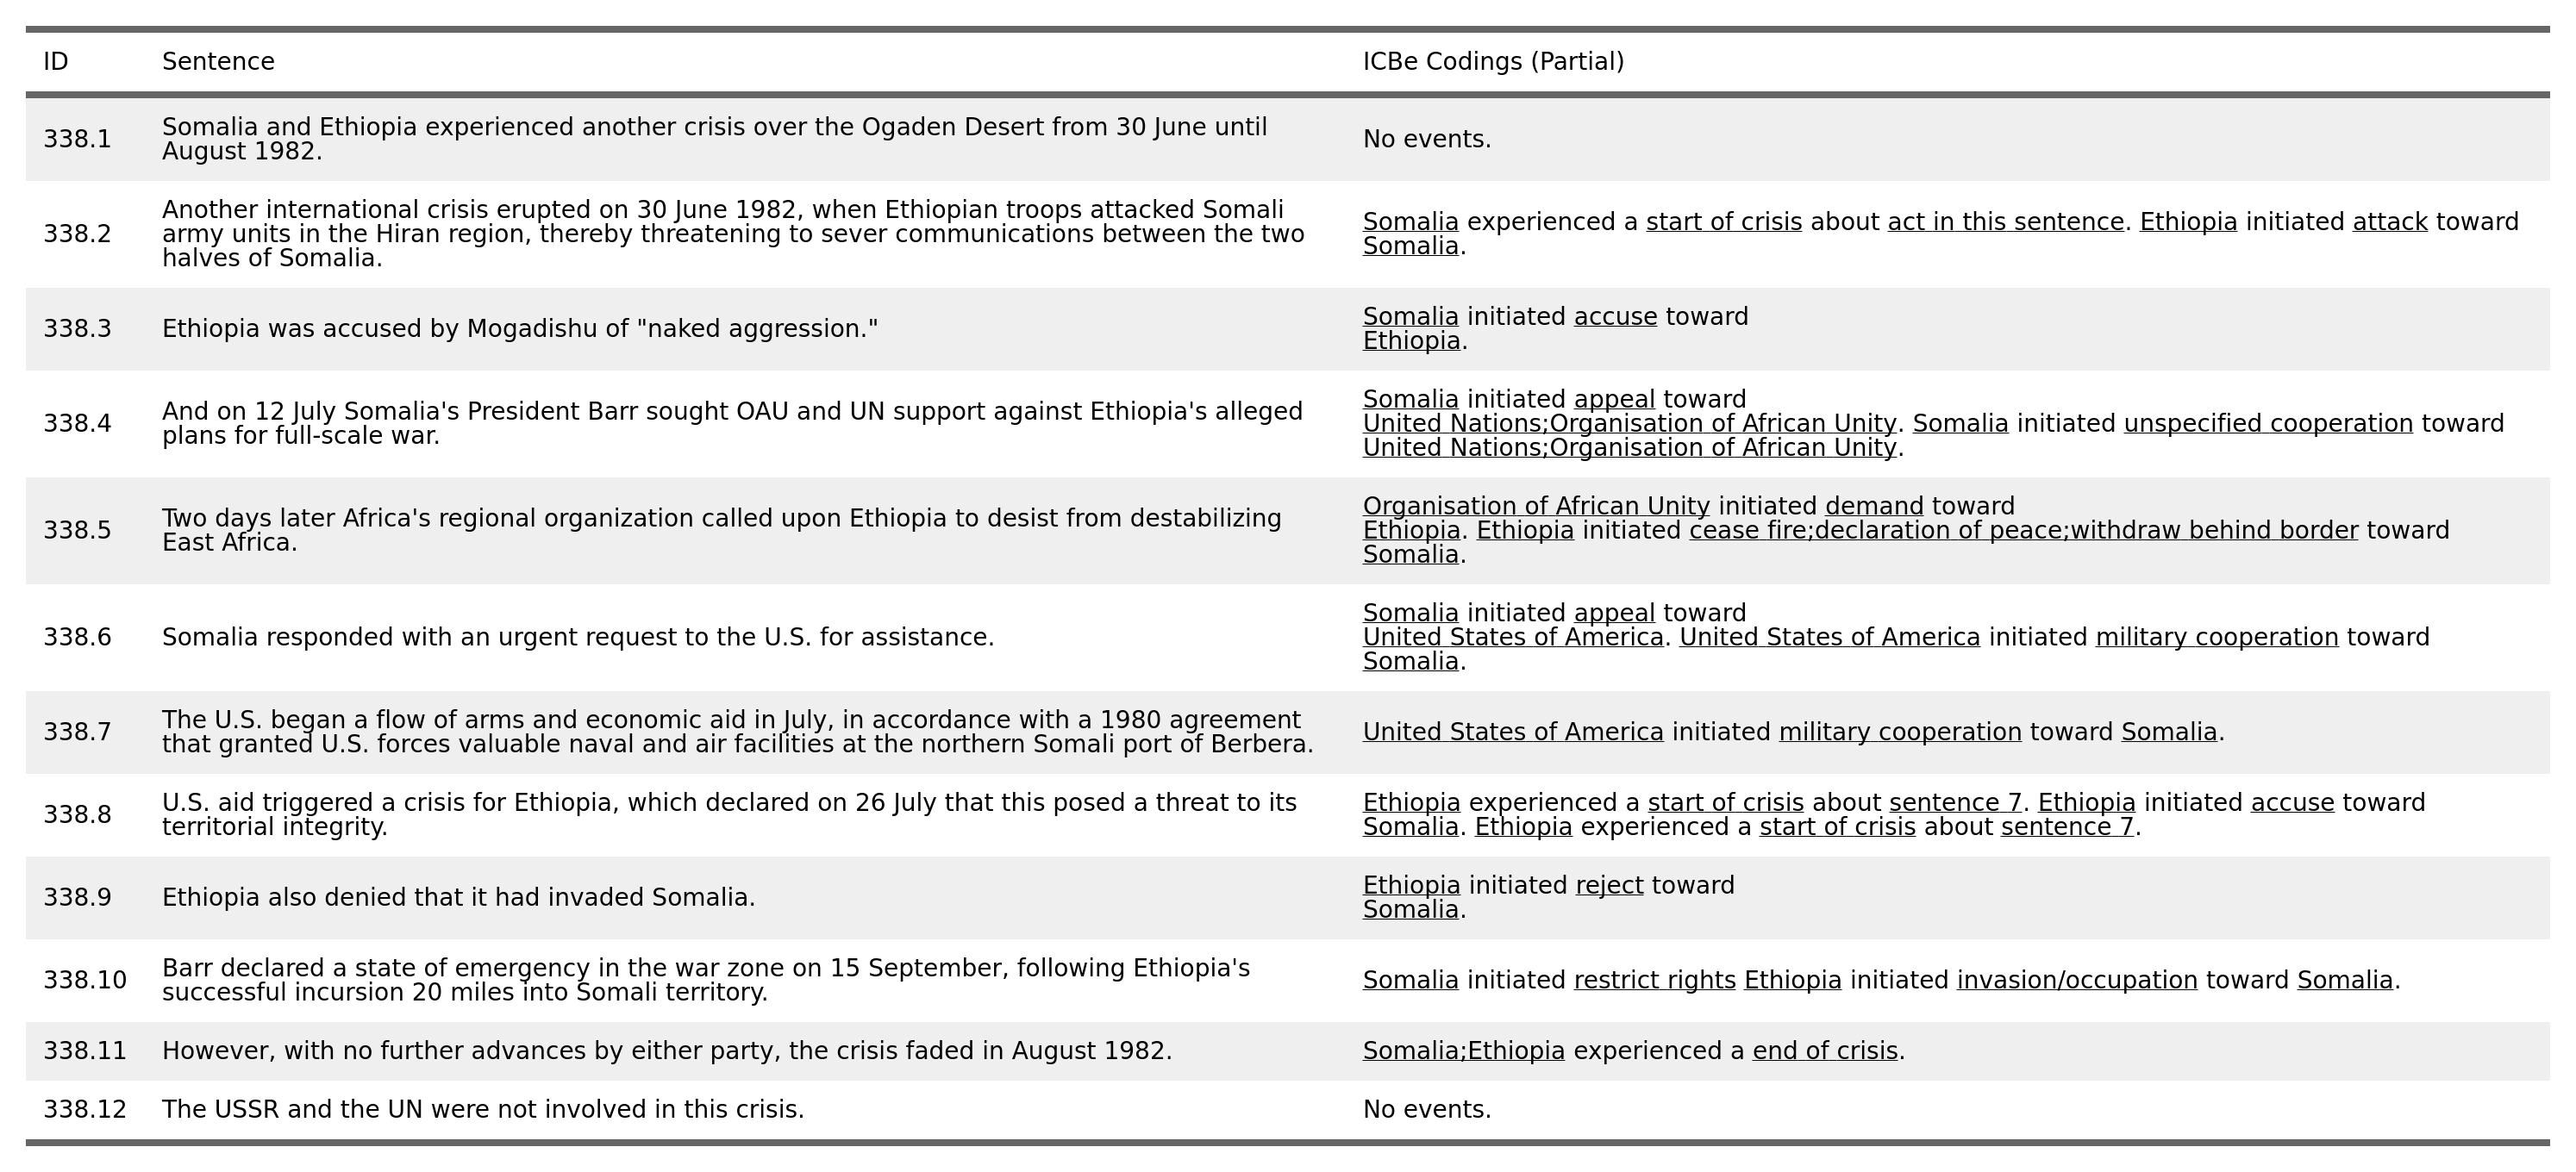 ID Sentence ICBe Codings (Partial)
338.1 Somalia and Ethiopia experienced another crisis over the Ogaden Desert from 30 June until
August 1982.
No events.
338.2 Another international crisis erupted on 30 June 1982, when Ethiopian troops attacked Somali
army units in the Hiran region, thereby threatening to sever communications between the two
halves of Somalia.
Somalia experienced a start of crisis about act in this sentence. Ethiopia initiated attack toward
Somalia.
338.3 Ethiopia was accused by Mogadishu of "naked aggression."
Somalia initiated accuse toward
Ethiopia.
338.4 And on 12 July Somalia's President Barr sought OAU and UN support against Ethiopia's alleged
plans for full-scale war.
Somalia initiated appeal toward
United Nations;Organisation of African Unity. Somalia initiated unspecified cooperation toward
United Nations;Organisation of African Unity.
338.5 Two days later Africa's regional organization called upon Ethiopia to desist from destabilizing
East Africa.
Organisation of African Unity initiated demand toward
Ethiopia. Ethiopia initiated cease fire;declaration of peace;withdraw behind border toward
Somalia.
338.6 Somalia responded with an urgent request to the U.S. for assistance.
Somalia initiated appeal toward
United States of America. United States of America initiated military cooperation toward
Somalia.
338.7 The U.S. began a flow of arms and economic aid in July, in accordance with a 1980 agreement
that granted U.S. forces valuable naval and air facilities at the northern Somali port of Berbera.
United States of America initiated military cooperation toward Somalia.
338.8 U.S. aid triggered a crisis for Ethiopia, which declared on 26 July that this posed a threat to its
territorial integrity.
Ethiopia experienced a start of crisis about sentence 7. Ethiopia initiated accuse toward
Somalia. Ethiopia experienced a start of crisis about sentence 7.
338.9 Ethiopia also denied that it had invaded Somalia.
Ethiopia initiated reject toward
Somalia.
338.10 Barr declared a state of emergency in the war zone on 15 September, following Ethiopia's
successful incursion 20 miles into Somali territory.
Somalia initiated restrict rights Ethiopia initiated invasion/occupation toward Somalia.
338.11 However, with no further advances by either party, the crisis faded in August 1982.
Somalia;Ethiopia experienced a end of crisis.
338.12 The USSR and the UN were not involved in this crisis.
No events.